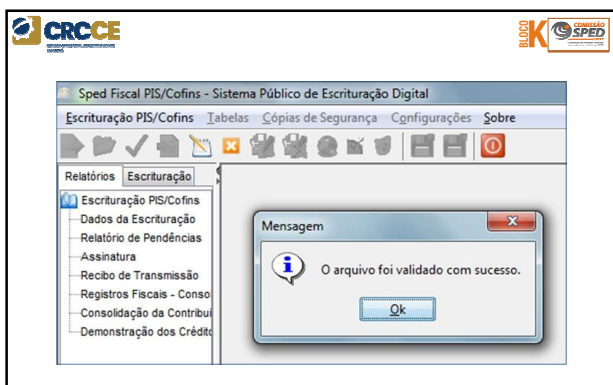 CRCCE
BLOCO K
COMISSÃO
SPED
Sped Fiscal PIS/Cofins - Sistema Público de Escrituração Digital
Escrituração PIS/Cofins Tabelas Cópias de Segurança Configurações Sobre
Relatórios Escrituração
Escrituração PIS/Cofins
Dados da Escrituração
Relatório de Pendências
Assinatura
Recibo de Transmissão
Registros Fiscais - Conso
Consolidação da Contribui
Demonstração dos Crédito
Mensagem
O arquivo foi validado com sucesso.
Ok